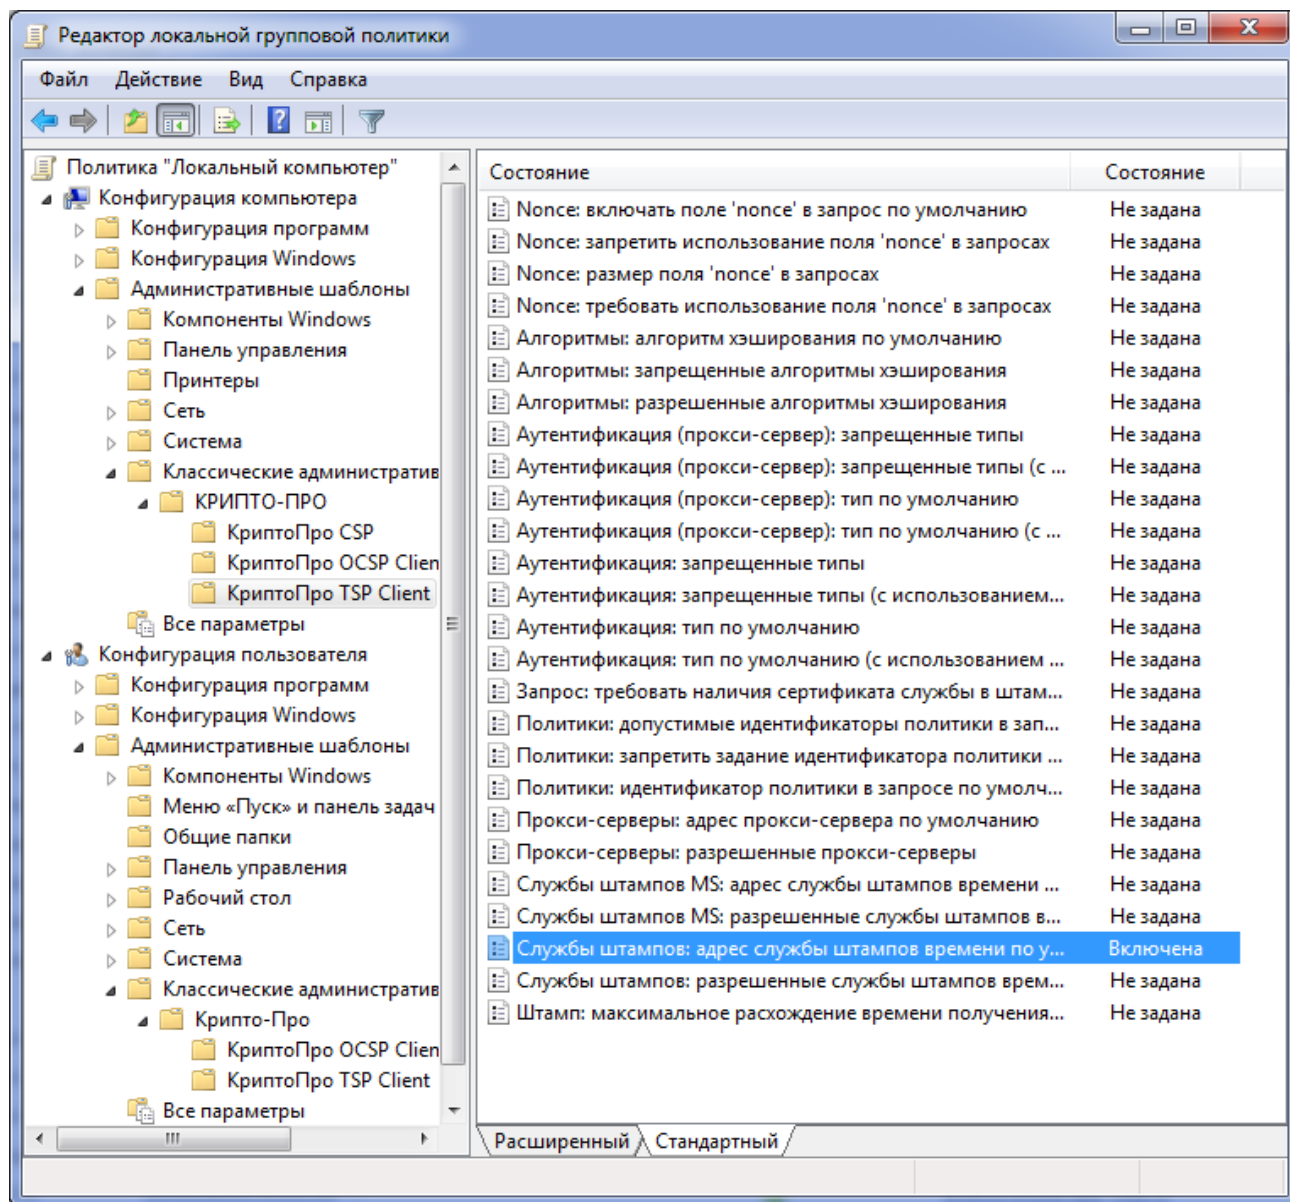 Редактор локальной групповой политики
Файл Действие Вид Справка
Политика "Локальный компьютер"
Конфигурация компьютера
Конфигурация программ
Конфигурация Windows
Административные шаблоны
Компоненты Windows
Панель управления
Принтеры
Сеть
Система
Классические административ
КРИПТО-ПРО
КриптоПро CSP
КриптоПро OCSP Clien
КриптоПро TSP Client
Все параметры
Конфигурация пользователя
Конфигурация программ
Конфигурация Windows
Административные шаблоны
Компоненты Windows
Меню «Пуск» и панель задач
Общие папки
Панель управления
Рабочий стол
Сеть
Система
Классические административ
Крипто-Про
КриптоПро OCSP Clien
КриптоПро TSP Client
Все параметры
Состояние Состояние
Nonce: включать поле 'nonce' в запрос по умолчанию Не задана
Nonce: запретить использование поля 'nonce' в запросах Не задана
Nonce: размер поля 'nonce' в запросах Не задана
Nonce: требовать использование поля 'nonce' в запросах Не задана
Алгоритмы: алгоритм хэширования по умолчанию Не задана
Алгоритмы: запрещенные алгоритмы хэширования Не задана
Алгоритмы: разрешенные алгоритмы хэширования Не задана
Аутентификация (прокси-сервер): запрещенные типы Не задана
Аутентификация (прокси-сервер): запрещенные типы (с ... Не задана
Аутентификация (прокси-сервер): тип по умолчанию Не задана
Аутентификация (прокси-сервер): тип по умолчанию (с ... Не задана
Аутентификация: запрещенные типы Не задана
Аутентификация: запрещенные типы (с использованием... Не задана
Аутентификация: тип по умолчанию Не задана
Аутентификация: тип по умолчанию (с использованием ... Не задана
Запрос: требовать наличия сертификата службы в штам... Не задана
Политики: допустимые идентификаторы политики в зап... Не задана
Политики: запретить задание идентификатора политики ... Не задана
Политики: идентификатор политики в запросе по умолч... Не задана
Прокси-серверы: адрес прокси-сервера по умолчанию Не задана
Прокси-серверы: разрешенные прокси-серверы Не задана
Службы штампов MS: адрес службы штампов времени ... Не задана
Службы штампов MS: разрешенные службы штампов в... Не задана
Службы штампов: адрес службы штампов времени по у... Включена
Службы штампов: разрешенные службы штампов врем... Не задана
Штамп: максимальное расхождение времени получения... Не задана
Расширенный Стандартный